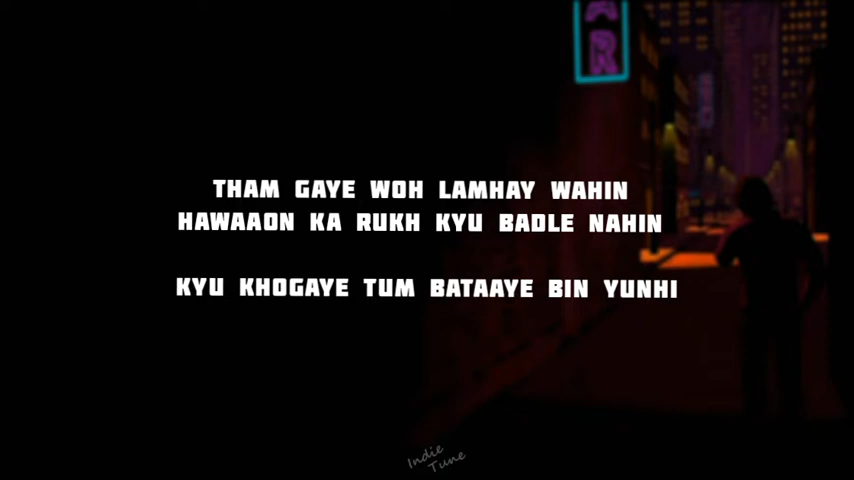 AR
THAM GAYE WOH LAMHAY WAHIN
HAWAAON KA RUKH KYU BADLE NAHIN
KYU KHOGAYE TUM BATAAYE BIN YUNHI
Indie
Tune